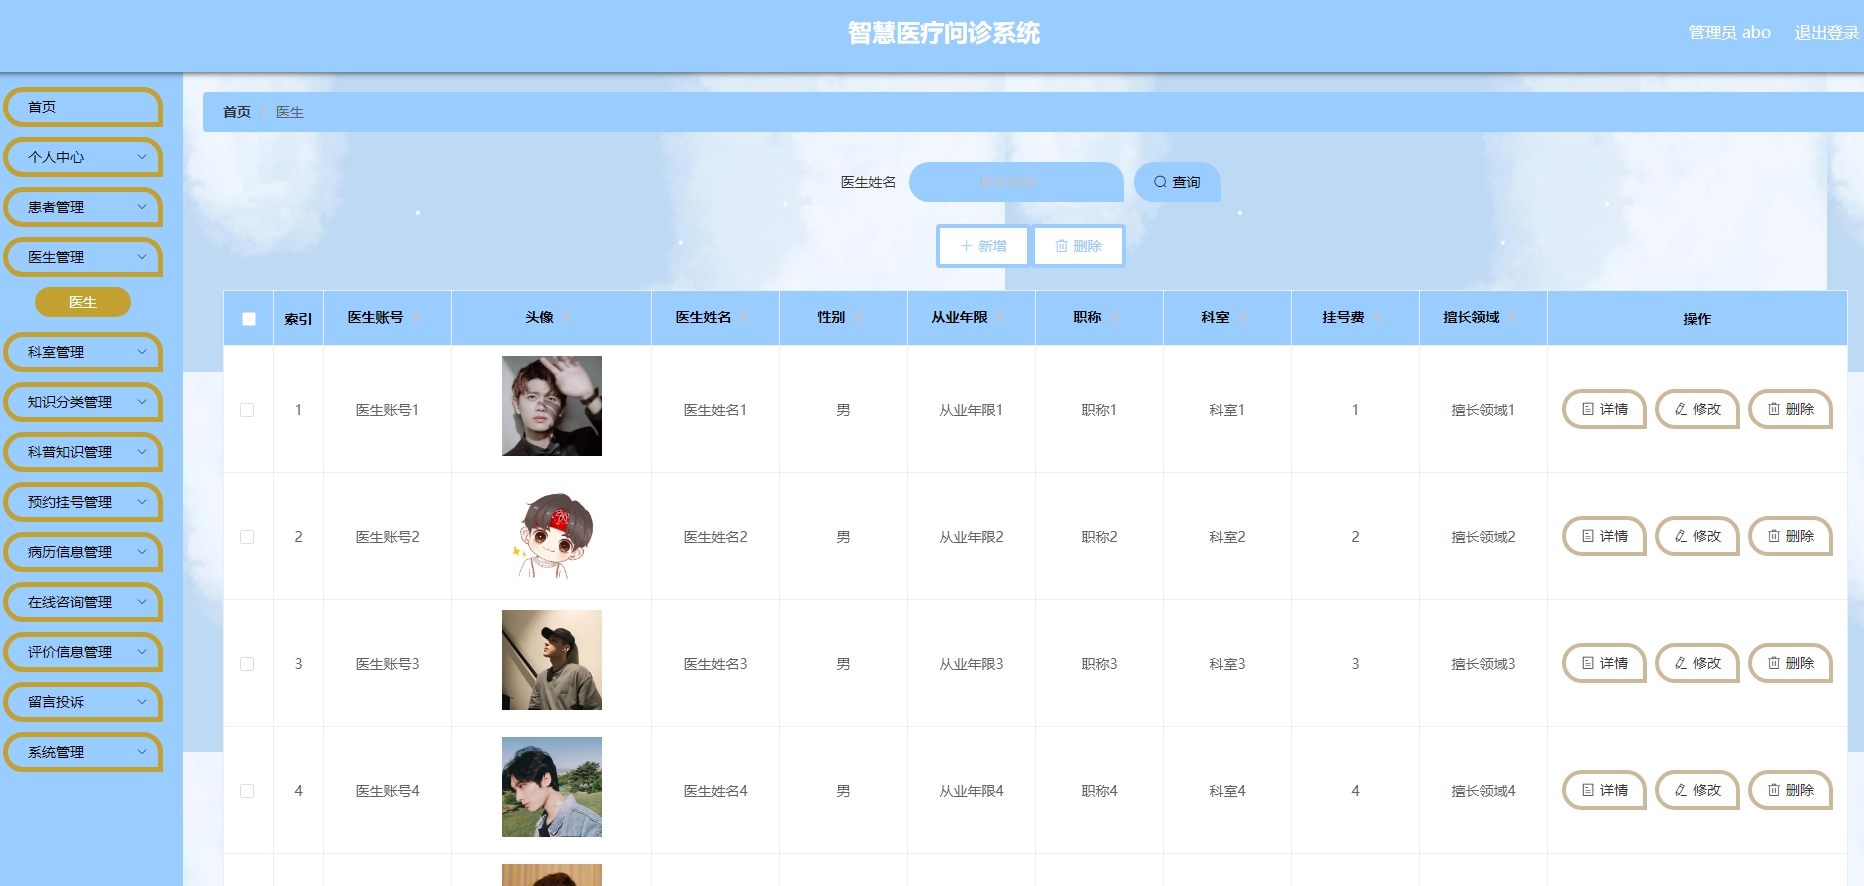 智慧医疗问诊系统
管理员 abo 退出登录
首页
个人中心
患者管理
医生管理
医生
科室管理
知识分类管理
科普知识管理
预约挂号管理
病历信息管理
在线咨询管理
评价信息管理
留言投诉
系统管理
首页 / 医生
医生姓名 医生姓名 查询
新增 删除
索引 医生账号 头像 医生姓名 性别 从业年限 职称 科室 挂号费 擅长领域 操作
1 医生账号1 医生姓名1 男 从业年限1 职称1 科室1 1 擅长领域1 详情 修改 删除
2 医生账号2 医生姓名2 男 从业年限2 职称2 科室2 2 擅长领域2 详情 修改 删除
3 医生账号3 医生姓名3 男 从业年限3 职称3 科室3 3 擅长领域3 详情 修改 删除
4 医生账号4 医生姓名4 男 从业年限4 职称4 科室4 4 擅长领域4 详情 修改 删除